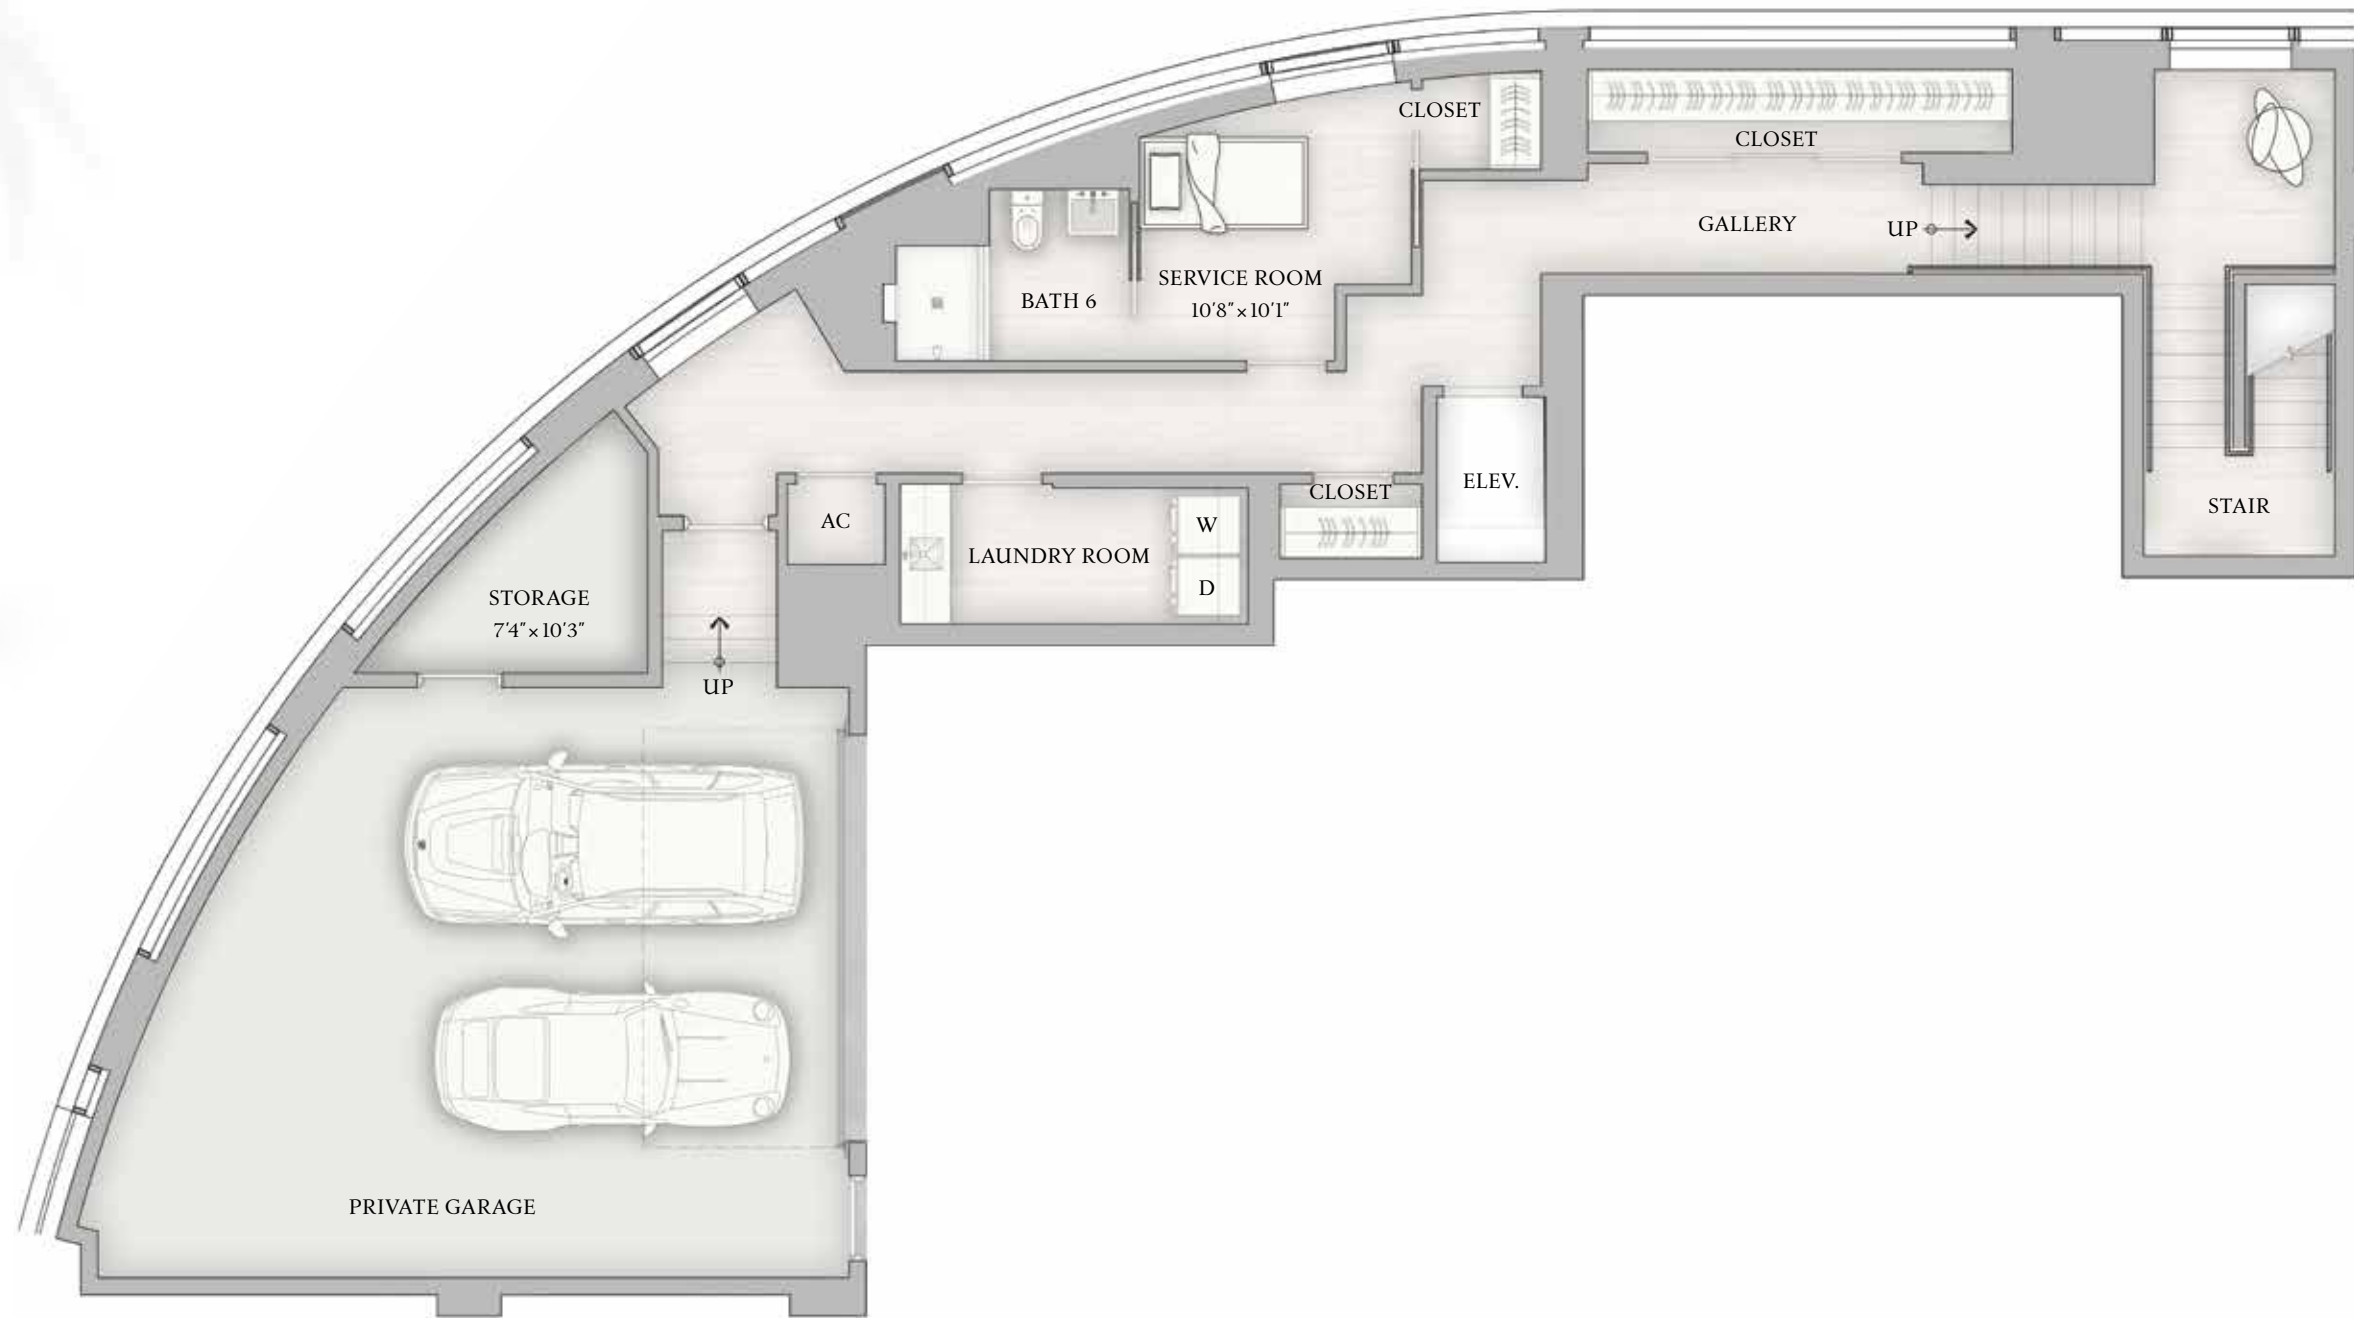 CLOSET
CLOSET
GALLERY
UP
SERVICE ROOM
10'8"×10'1"
BATH 6
ELEV.
CLOSET
STAIR
AC
W
LAUNDRY ROOM
D
STORAGE
7'4"×10'3"
UP
PRIVATE GARAGE